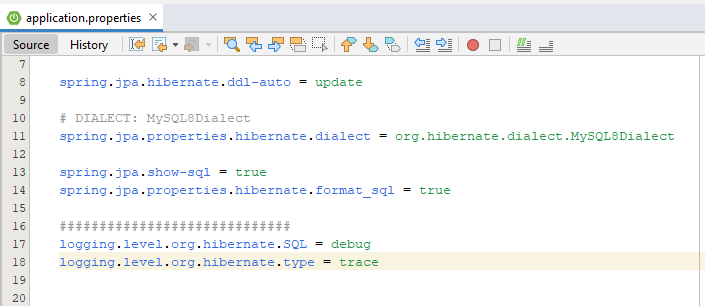 application.properties
Source History
7
8 spring.jpa.hibernate.ddl-auto = update
9
10 # DIALECT: MySQL8Dialect
11 spring.jpa.properties.hibernate.dialect = org.hibernate.dialect.MySQL8Dialect
12
13 spring.jpa.show-sql = true
14 spring.jpa.properties.hibernate.format_sql = true
15
16 #############################
17 logging.level.org.hibernate.SQL = debug
18 logging.level.org.hibernate.type = trace
19
20